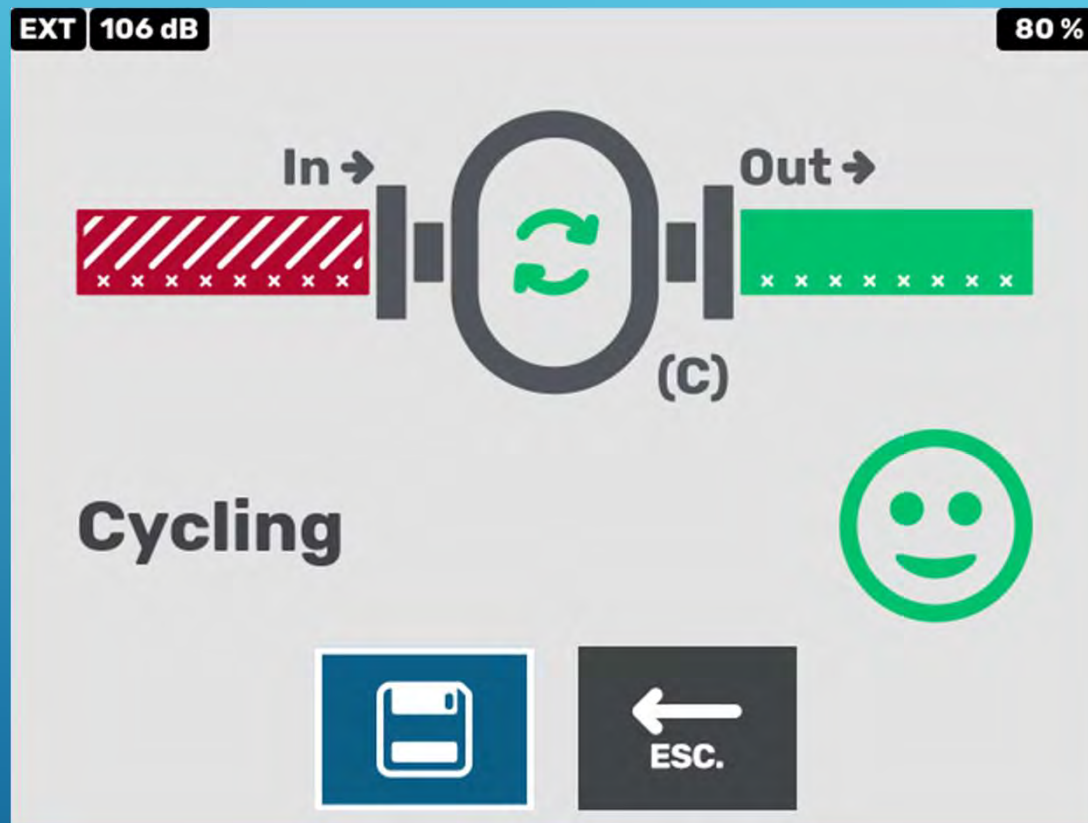 EXT 106 dB 80 %
In → Out →
x x x x x x x x x x x x x x x x
(C)
Cycling
ESC.